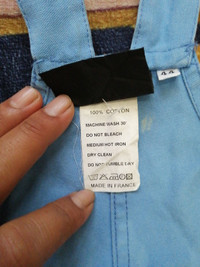 4A
100% COTTON
MACHINE WASH 30°
DO NOT BLEACH
MEDIUM HOT IRON
DRY CLEAN
DO NOT TUMBLE DRY
MADE IN FRANCE